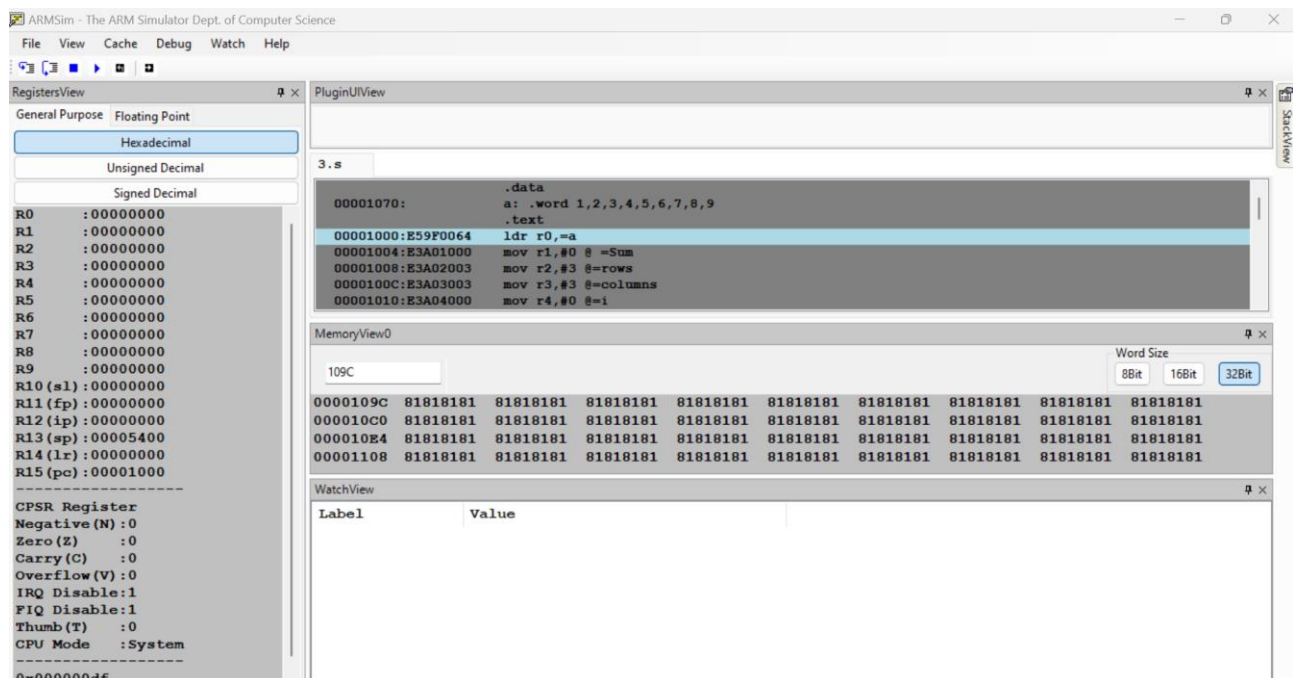 ARMSim - The ARM Simulator Dept. of Computer Science
File View Cache Debug Watch Help
RegistersView
General Purpose Floating Point
Hexadecimal
Unsigned Decimal
Signed Decimal
R0 :00000000
R1 :00000000
R2 :00000000
R3 :00000000
R4 :00000000
R5 :00000000
R6 :00000000
R7 :00000000
R8 :00000000
R9 :00000000
R10(sl):00000000
R11(fp):00000000
R12(ip):00000000
R13(sp):00005400
R14(lr):00000000
R15(pc):00001000
-------------------
CPSR Register
Negative(N):0
Zero(Z) :0
Carry(C) :0
Overflow(V):0
IRQ Disable:1
FIQ Disable:1
Thumb(T) :0
CPU Mode :System
-------------------
0x000000df
PluginUIView
3.s
.data
00001070: a: .word 1,2,3,4,5,6,7,8,9
.text
00001000:E59F0064 ldr r0,=a
00001004:E3A01000 mov r1,#0 @ =Sum
00001008:E3A02003 mov r2,#3 @=rows
0000100C:E3A03003 mov r3,#3 @=columns
00001010:E3A04000 mov r4,#0 @=i
MemoryView0
Word Size
109C 8Bit 16Bit 32Bit
0000109C 81818181 81818181 81818181 81818181 81818181 81818181 81818181 81818181 81818181
000010C0 81818181 81818181 81818181 81818181 81818181 81818181 81818181 81818181 81818181
000010E4 81818181 81818181 81818181 81818181 81818181 81818181 81818181 81818181 81818181
00001108 81818181 81818181 81818181 81818181 81818181 81818181 81818181 81818181 81818181
WatchView
Label Value
StackView